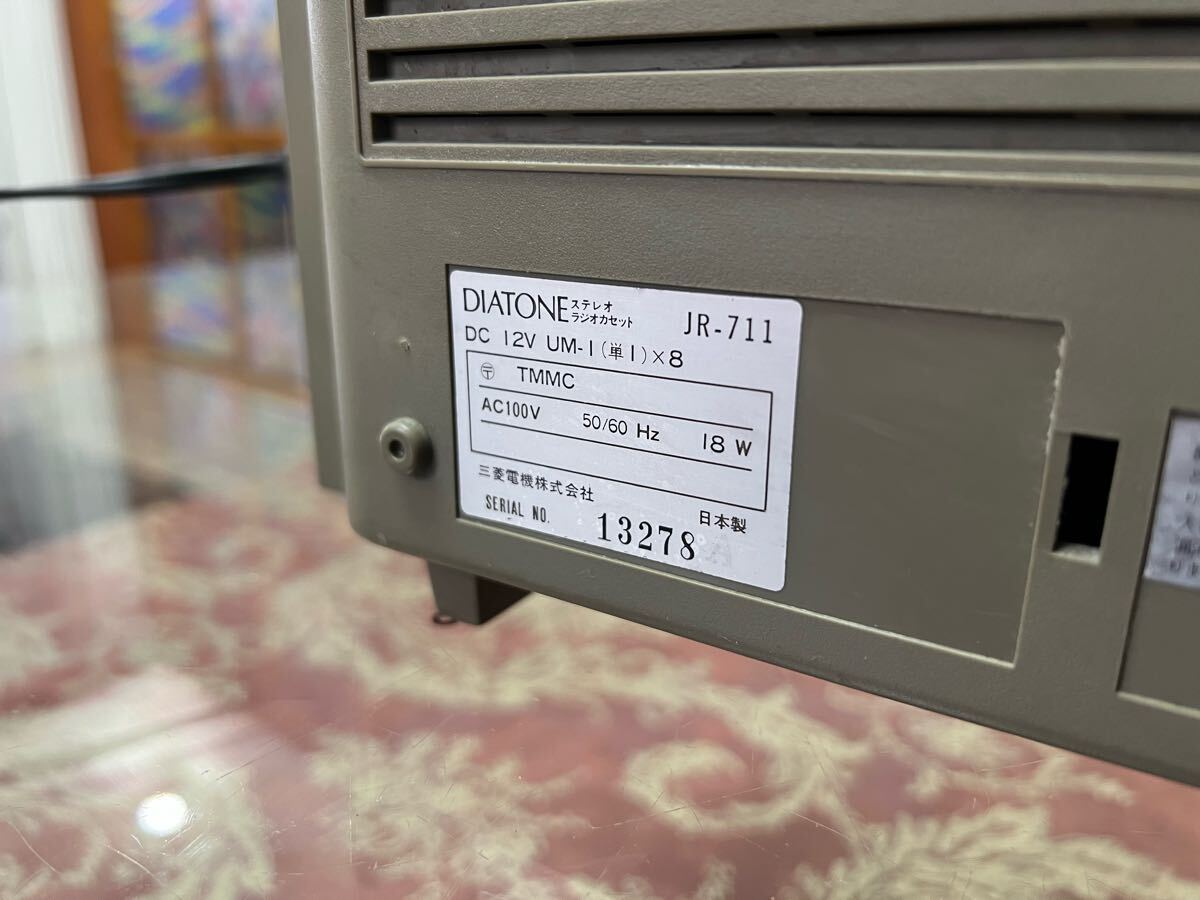 DIATONE ステレオ ラジオカセット JR-711
DC 12V UM-1(単1)×8
〒 TMMC
AC100V 50/60 Hz 18 W
三菱電機株式会社
日本製
SERIAL NO. 13278